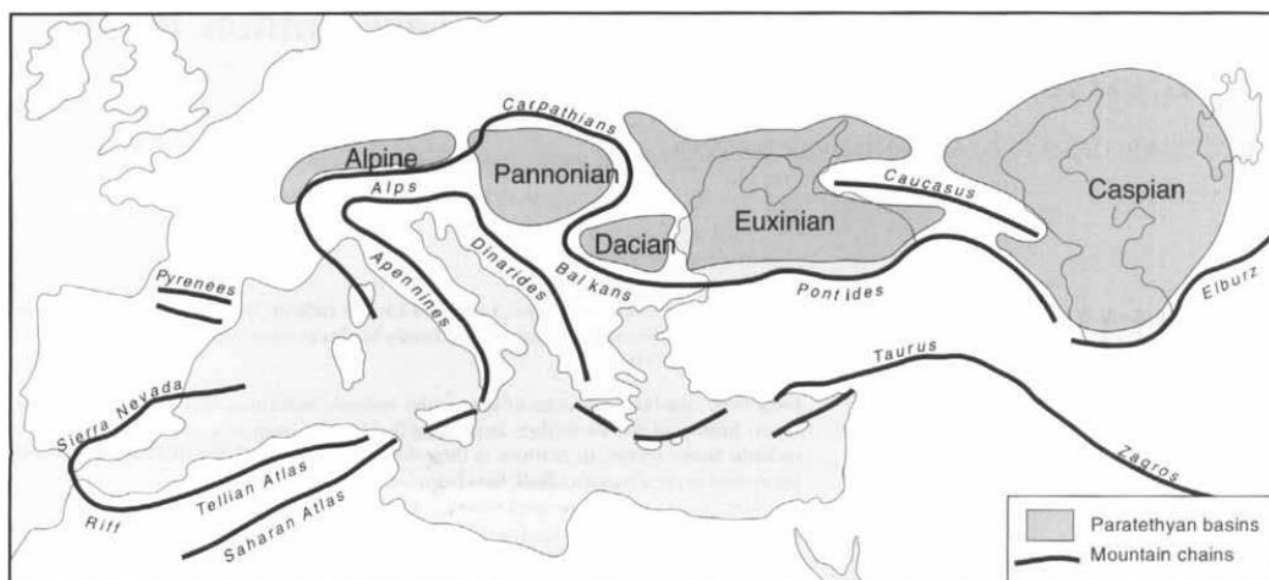 Carpathians
Alpine
Alps
Pannonian
Caucasus
Caspian
Euxinian
Dacian
Dinarides
Apennines
Balkans
Pontides
Elburz
Pyrenees
Taurus
Sierra Nevada
Zagros
Tellian Atlas
Riff
Saharan Atlas
Paratethyan basins
Mountain chains